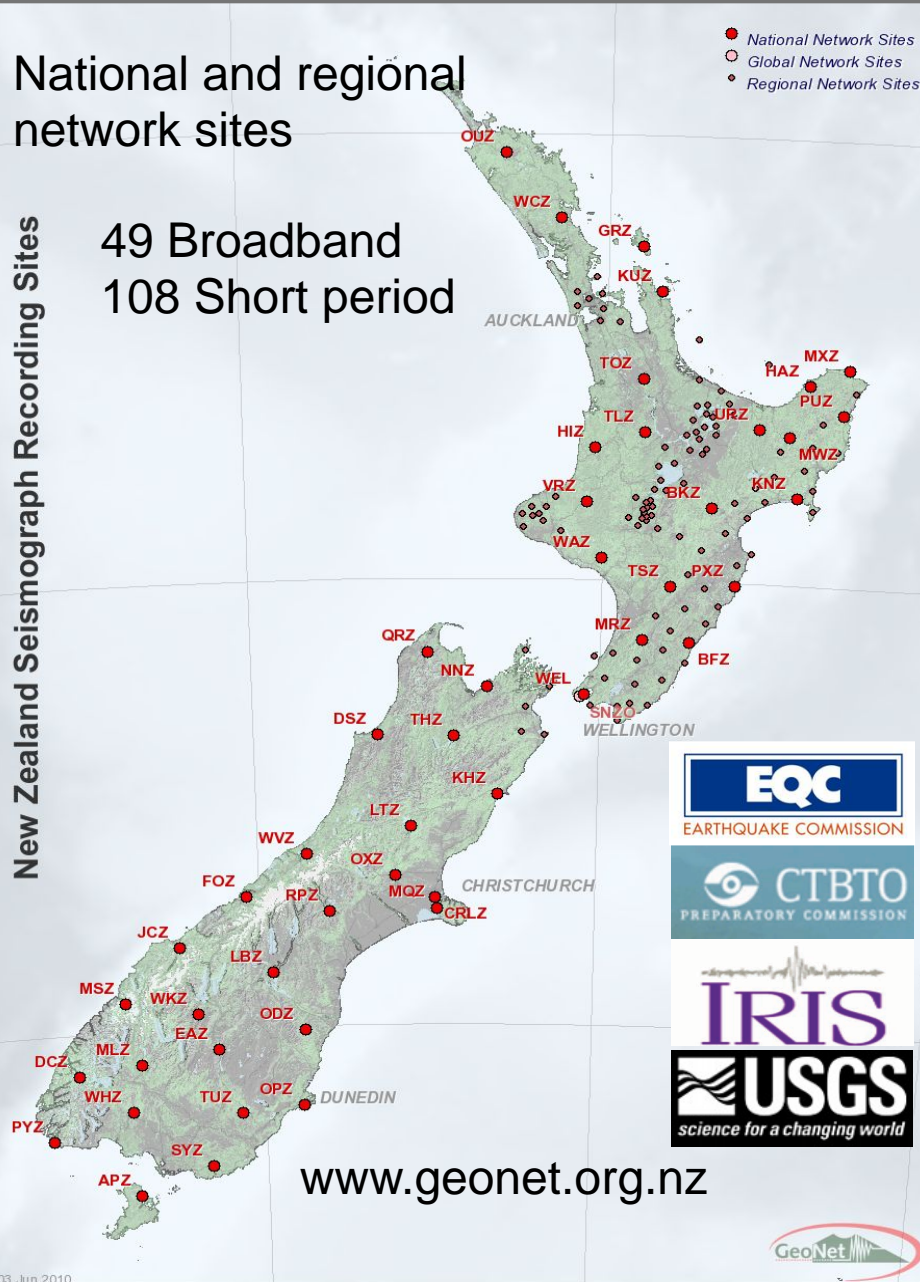 National and regional
network sites
49 Broadband
108 Short period
New Zealand Seismograph Recording Sites
National Network Sites
Global Network Sites
Regional Network Sites
OUZ
WCZ
GRZ
KUZ
AUCKLAND
TOZ
MXZ
HAZ
PUZ
TLZ
URZ
HIZ
MWZ
VRZ
BKZ
KNZ
WAZ
TSZ
PXZ
MRZ
BFZ
QRZ
NNZ
WEL
SNZO
WELLINGTON
DSZ
THZ
KHZ
LTZ
WVZ
OXZ
FOZ
RPZ
MQZ
CHRISTCHURCH
CRLZ
JCZ
LBZ
MSZ
WKZ
ODZ
EAZ
MLZ
DCZ
WHZ
TUZ
OPZ
DUNEDIN
PYZ
SYZ
APZ
EQC
EARTHQUAKE COMMISSION
CTBTO
PREPARATORY COMMISSION
IRIS
USGS
science for a changing world
www.geonet.org.nz
GeoNet
03 Jun 2010